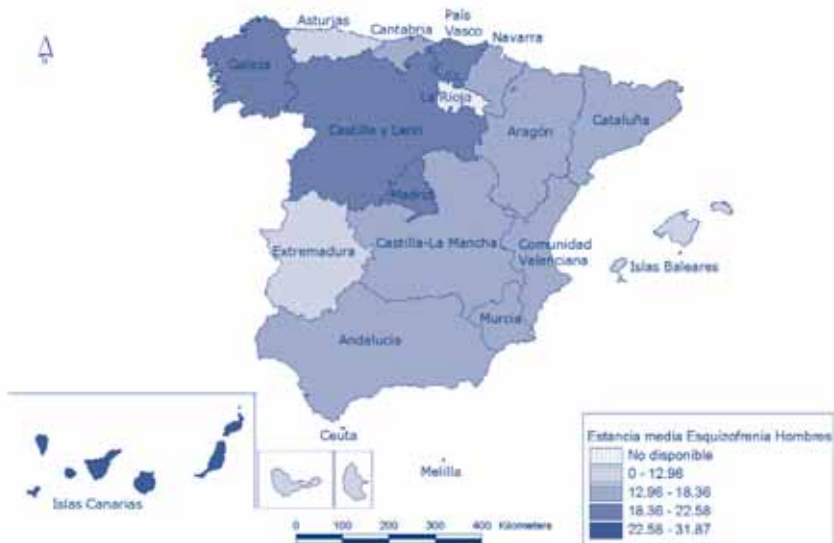 Asturias
Cantabria
País
Vasco
Navarra
Galicia
La Rioja
Castilla y León
Aragón
Cataluña
Madrid
Extremadura
Castilla-La Mancha
Comunidad
Valenciana
Islas Baleares
Murcia
Andalucía
Ceuta
Melilla
Islas Canarias
0 100 200 300 400 Kilometers
Estancia media Esquizofrenia Hombres
No disponible
0 - 12.96
12.96 - 18.36
18.36 - 22.58
22.58 - 31.87